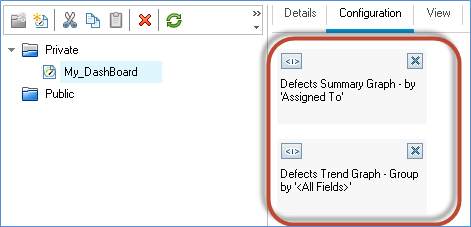 Details Configuration View
Private
My_DashBoard
Public
Defects Summary Graph - by
'Assigned To'
Defects Trend Graph - Group
by '<All Fields>'